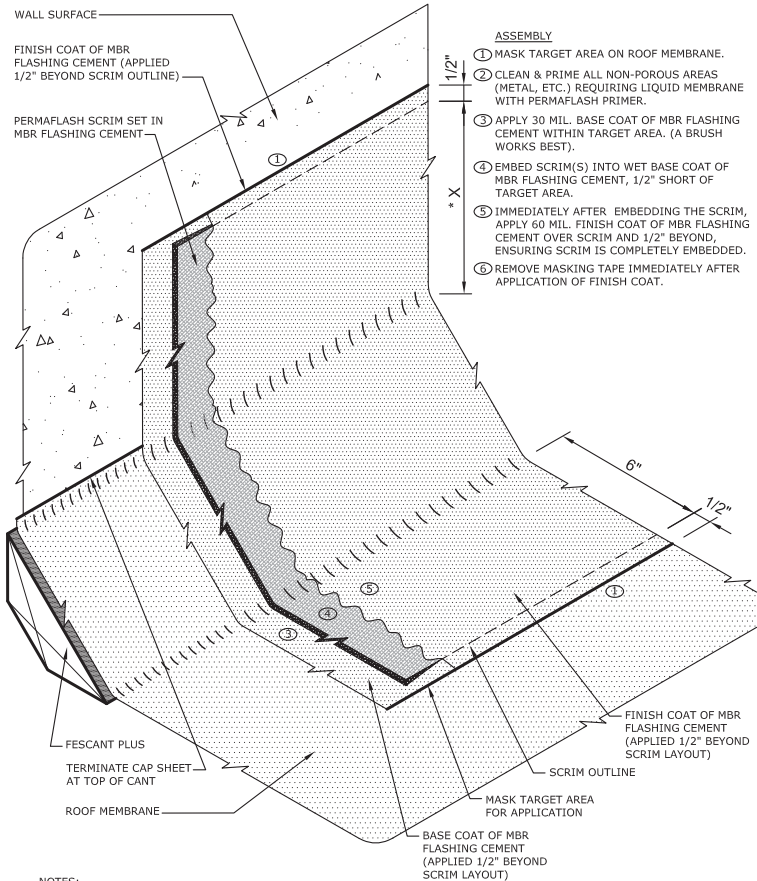 WALL SURFACE
FINISH COAT OF MBR
FLASHING CEMENT (APPLIED
1/2" BEYOND SCRIM OUTLINE)
PERMAFLASH SCRIM SET IN
MBR FLASHING CEMENT
1
1/2"
* X
ASSEMBLY
1 MASK TARGET AREA ON ROOF MEMBRANE.
2 CLEAN & PRIME ALL NON-POROUS AREAS
(METAL, ETC.) REQUIRING LIQUID MEMBRANE
WITH PERMAFLASH PRIMER.
3 APPLY 30 MIL. BASE COAT OF MBR FLASHING
CEMENT WITHIN TARGET AREA. (A BRUSH
WORKS BEST).
4 EMBED SCRIM(S) INTO WET BASE COAT OF
MBR FLASHING CEMENT, 1/2" SHORT OF
TARGET AREA.
5 IMMEDIATELY AFTER EMBEDDING THE SCRIM,
APPLY 60 MIL. FINISH COAT OF MBR FLASHING
CEMENT OVER SCRIM AND 1/2" BEYOND,
ENSURING SCRIM IS COMPLETELY EMBEDDED.
6 REMOVE MASKING TAPE IMMEDIATELY AFTER
APPLICATION OF FINISH COAT.
6"
1/2"
5
1
4
3
FESCANT PLUS
TERMINATE CAP SHEET
AT TOP OF CANT
ROOF MEMBRANE
FINISH COAT OF MBR
FLASHING CEMENT
(APPLIED 1/2" BEYOND
SCRIM LAYOUT)
SCRIM OUTLINE
MASK TARGET AREA
FOR APPLICATION
BASE COAT OF MBR
FLASHING CEMENT
(APPLIED 1/2" BEYOND
SCRIM LAYOUT)
NOTES: